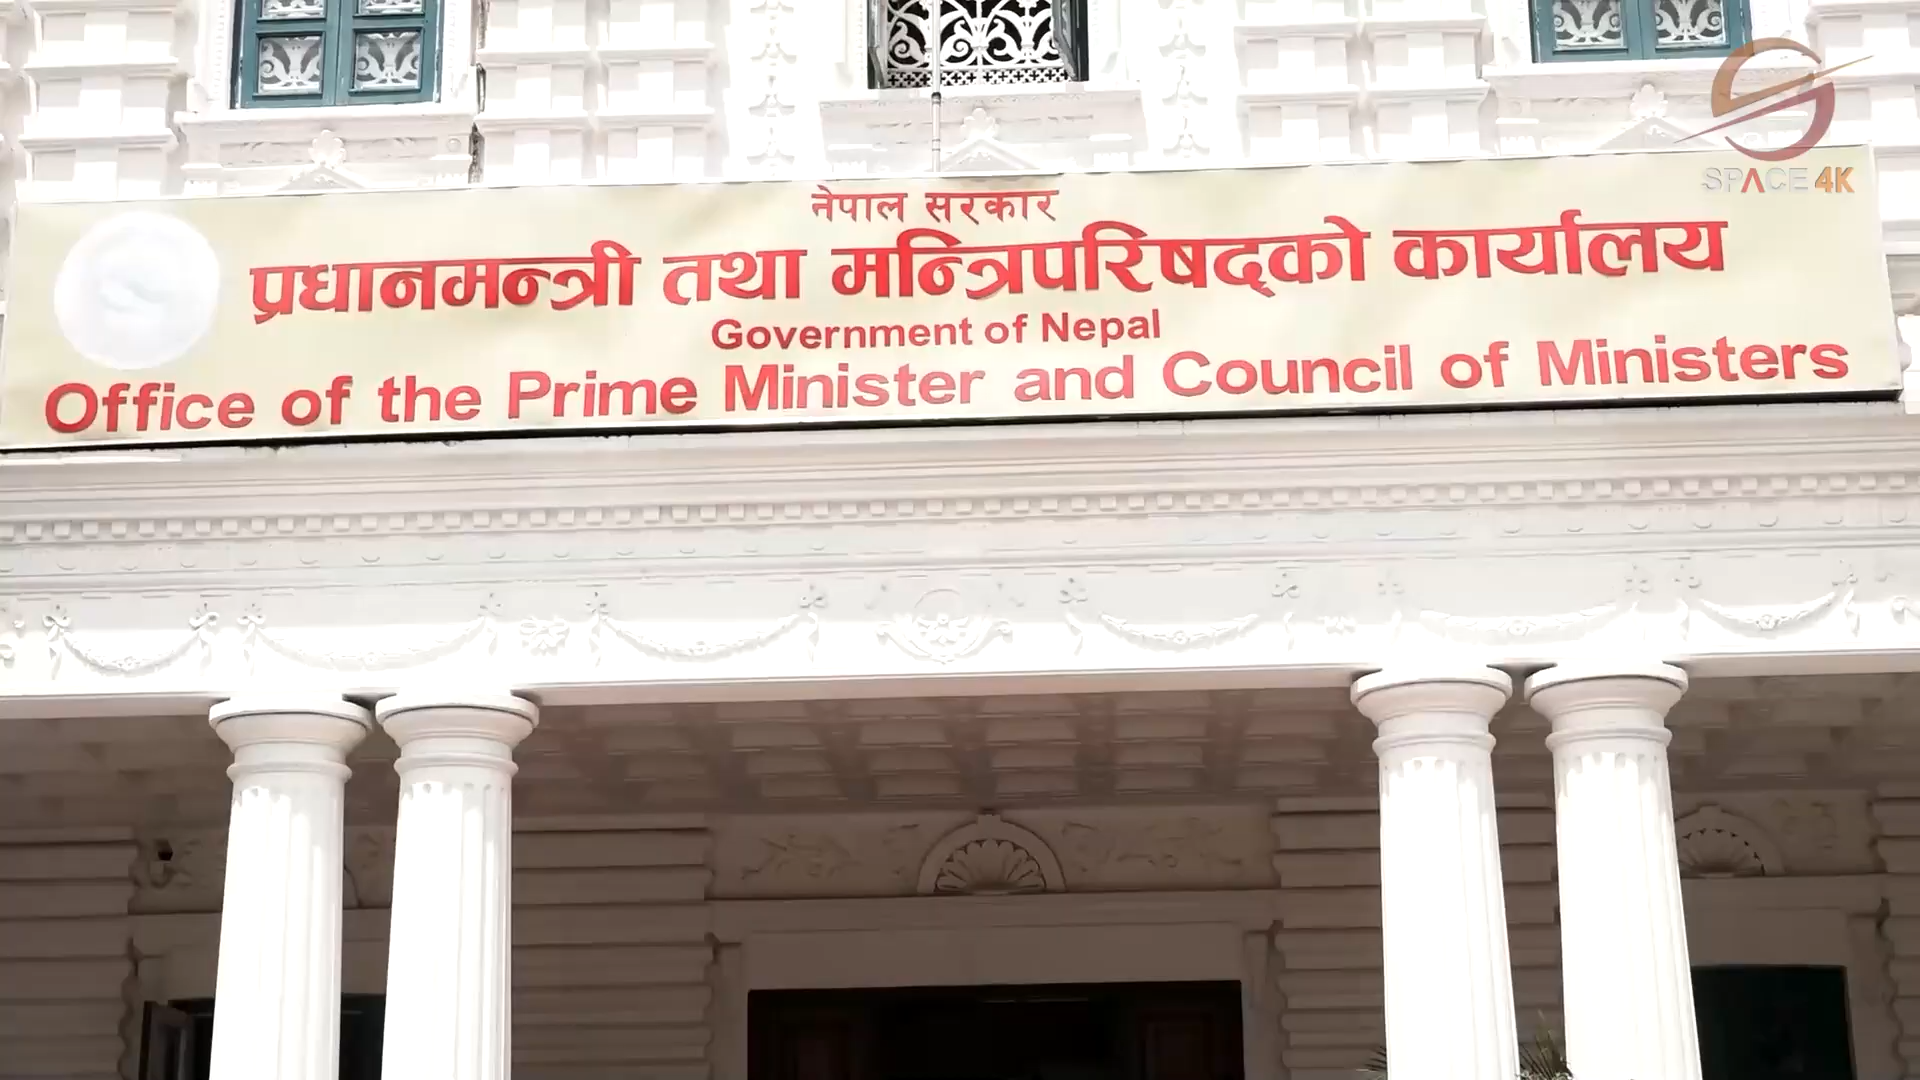 नेपाल सरकार
प्रधानमन्त्री तथा मन्त्रिपरिषद्को कार्यालय
Government of Nepal
Office of the Prime Minister and Council of Ministers
SPACE 4K